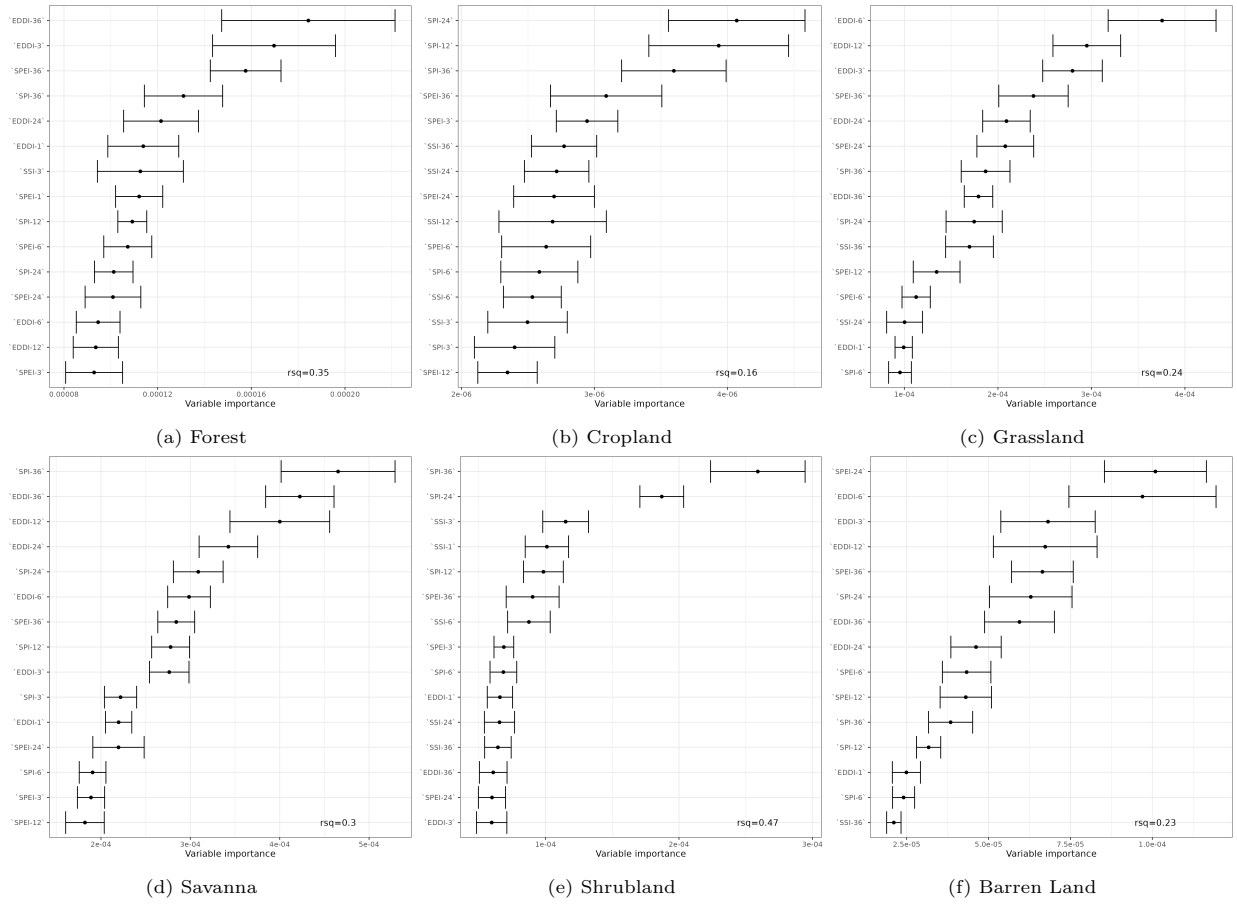 `EDDI-36`
`EDDI-3`
`SPEI-36`
`SPI-36`
`EDDI-24`
`EDDI-1`
`SSI-3`
`SPEI-1`
`SPI-12`
`SPEI-6`
`SPI-24`
`SPEI-24`
`EDDI-6`
`EDDI-12`
`SPEI-3`
rsq=0.35
0.00008 0.00012 0.00016 0.00020
Variable importance
(a) Forest
`SPI-24`
`SPI-12`
`SPI-36`
`SPEI-36`
`SPEI-3`
`SSI-36`
`SSI-24`
`SPEI-24`
`SSI-12`
`SPEI-6`
`SPI-6`
`SSI-6`
`SSI-3`
`SPI-3`
`SPEI-12`
rsq=0.16
2e-06 3e-06 4e-06
Variable importance
(b) Cropland
`EDDI-6`
`EDDI-12`
`EDDI-3`
`SPEI-36`
`EDDI-24`
`SPEI-24`
`SPI-36`
`EDDI-36`
`SPI-24`
`SSI-36`
`SPEI-12`
`SPEI-6`
`SSI-24`
`EDDI-1`
`SPI-6`
rsq=0.24
1e-04 2e-04 3e-04 4e-04
Variable importance
(c) Grassland
`SPI-36`
`EDDI-36`
`EDDI-12`
`EDDI-24`
`SPI-24`
`EDDI-6`
`SPEI-36`
`SPI-12`
`EDDI-3`
`SPI-3`
`EDDI-1`
`SPEI-24`
`SPI-6`
`SPEI-3`
`SPEI-12`
rsq=0.3
2e-04 3e-04 4e-04 5e-04
Variable importance
(d) Savanna
`SPI-36`
`SPI-24`
`SSI-3`
`SSI-1`
`SPI-12`
`SPEI-36`
`SSI-6`
`SPEI-3`
`SPI-6`
`EDDI-1`
`SSI-24`
`SSI-36`
`EDDI-36`
`SPEI-24`
`EDDI-3`
rsq=0.47
1e-04 2e-04 3e-04
Variable importance
(e) Shrubland
`SPEI-24`
`EDDI-6`
`EDDI-3`
`EDDI-12`
`SPEI-36`
`SPI-24`
`EDDI-36`
`EDDI-24`
`SPEI-6`
`SPEI-12`
`SPI-36`
`SPI-12`
`EDDI-1`
`SPI-6`
`SSI-36`
rsq=0.23
2.5e-05 5.0e-05 7.5e-05 1.0e-04
Variable importance
(f) Barren Land